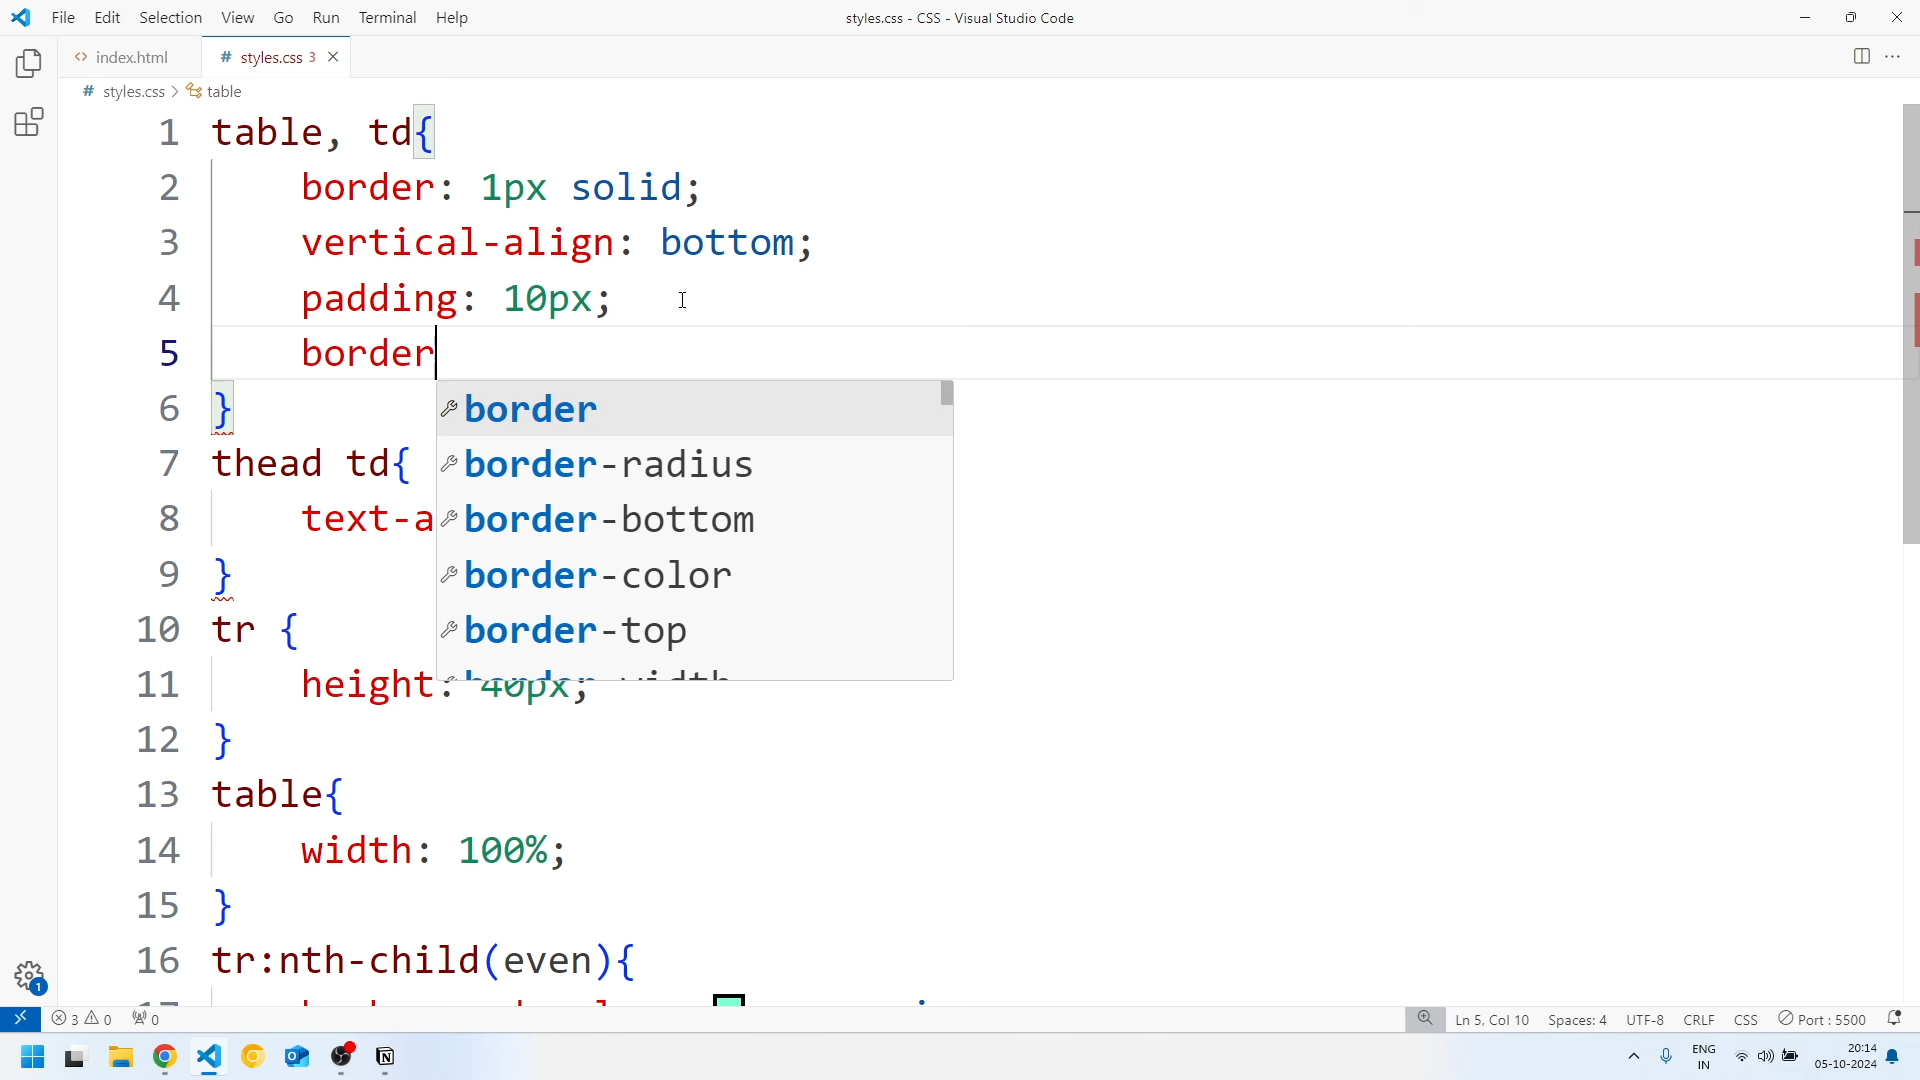 File Edit Selection View Go Run Terminal Help
styles.css - CSS - Visual Studio Code
index.html
# styles.css 3
# styles.css > table
1 table, td{
2 border: 1px solid;
3 vertical-align: bottom;
4 padding: 10px;
5 border
6 }
border
7 thead td{
border-radius
8 text-a
border-bottom
9 }
border-color
10 tr {
border-top
11 height: 40px;
12 }
13 table{
14 width: 100%;
15 }
16 tr:nth-child(even){
17
1
3 0 0
Ln 5, Col 10 Spaces: 4 UTF-8 CRLF CSS Port : 5500
ENG
IN
20:14
05-10-2024